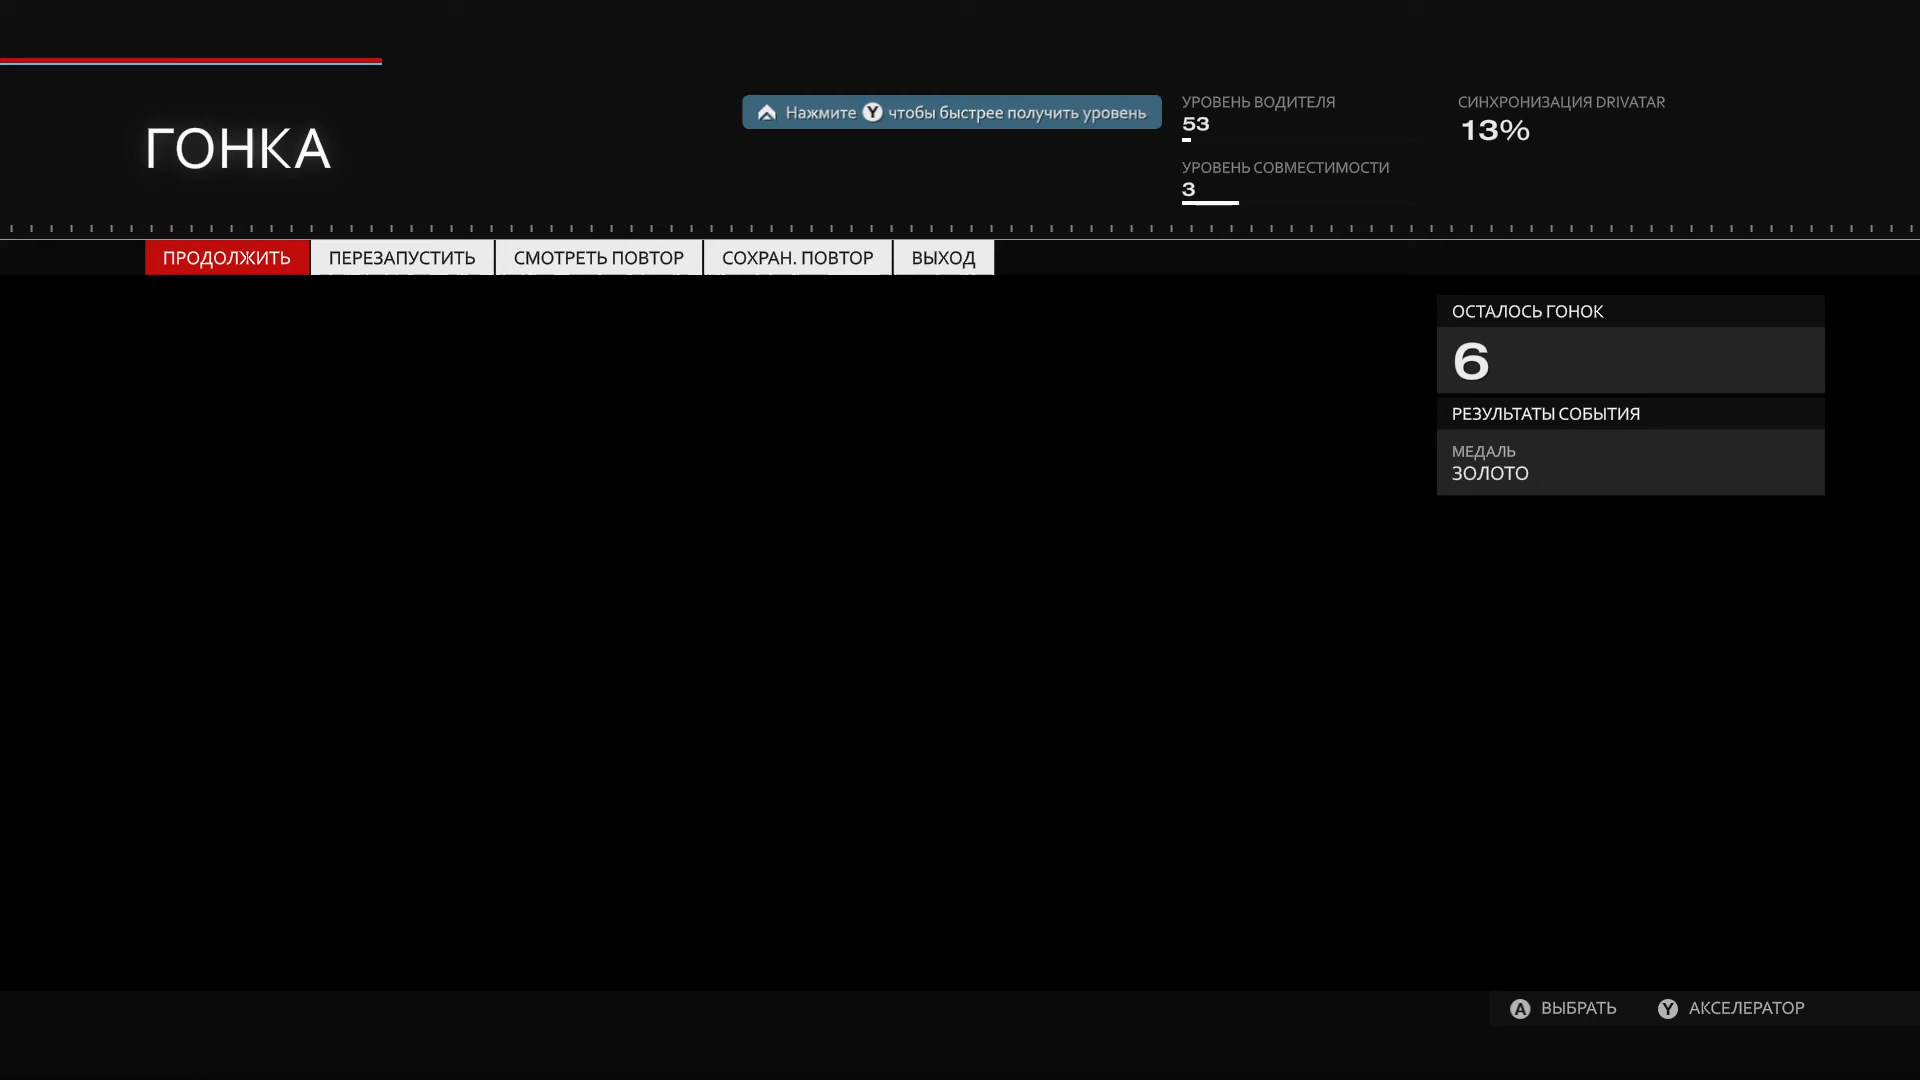 ГОНКА
Нажмите Y чтобы быстрее получить уровень
УРОВЕНЬ ВОДИТЕЛЯ
53
УРОВЕНЬ СОВМЕСТИМОСТИ
3
СИНХРОНИЗАЦИЯ DRIVATAR
13%
ПРОДОЛЖИТЬ
ПЕРЕЗАПУСТИТЬ
СМОТРЕТЬ ПОВТОР
СОХРАН. ПОВТОР
ВЫХОД
ОСТАЛОСЬ ГОНОК
6
РЕЗУЛЬТАТЫ СОБЫТИЯ
МЕДАЛЬ
ЗОЛОТО
A ВЫБРАТЬ
Y АКСЕЛЕРАТОР